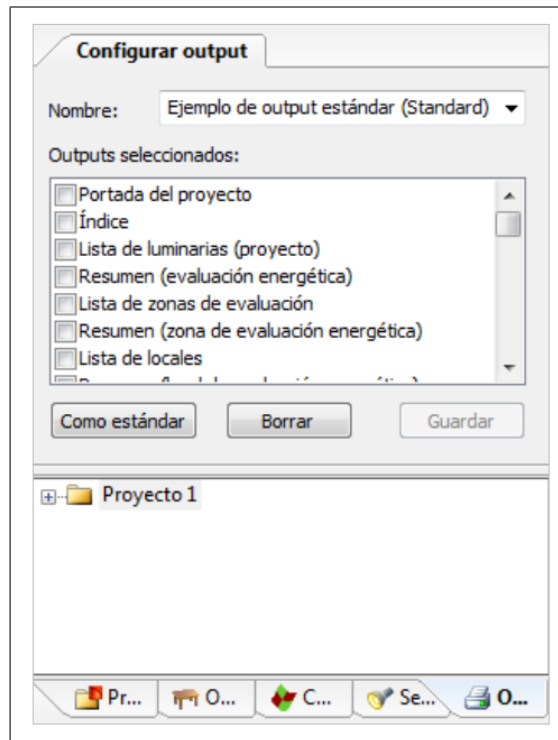 Configurar output
Nombre: Ejemplo de output estándar (Standard)
Outputs seleccionados:
Portada del proyecto
Índice
Lista de luminarias (proyecto)
Resumen (evaluación energética)
Lista de zonas de evaluación
Resumen (zona de evaluación energética)
Lista de locales
Como estándar Borrar Guardar
Proyecto 1
Pr... O... C... Se... O...